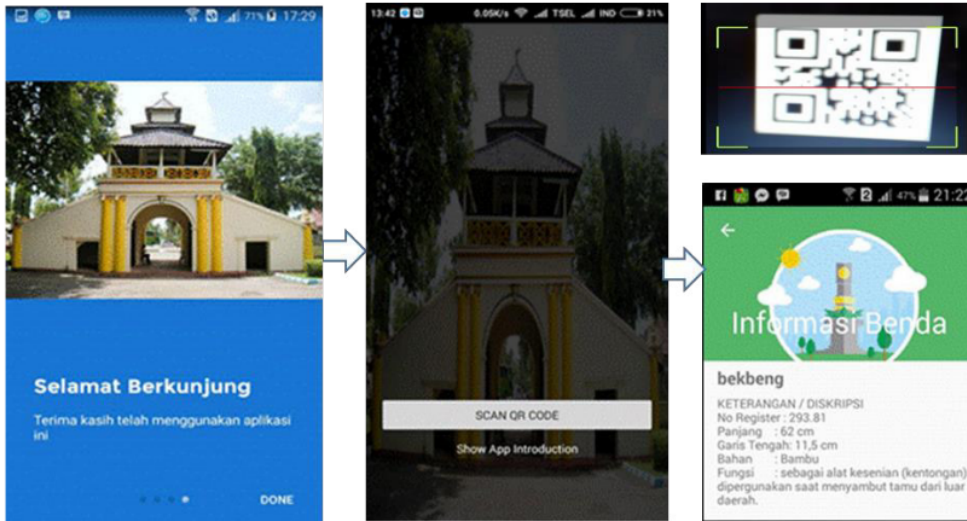 71% 17:29
Selamat Berkunjung
Terima kasih telah menggunakan aplikasi
ini
DONE
13:42 0.05K/s TSEL IND 21%
SCAN QR CODE
Show App Introduction
47% 21:22
Informasi Benda
bekbeng
KETERANGAN / DISKRIPSI
No Register : 293.81
Panjang : 62 cm
Garis Tengah: 11,5 cm
Bahan : Bambu
Fungsi : sebagai alat kesenian (kentongan)
dipergunakan saat menyambut tamu dari luar
daerah.